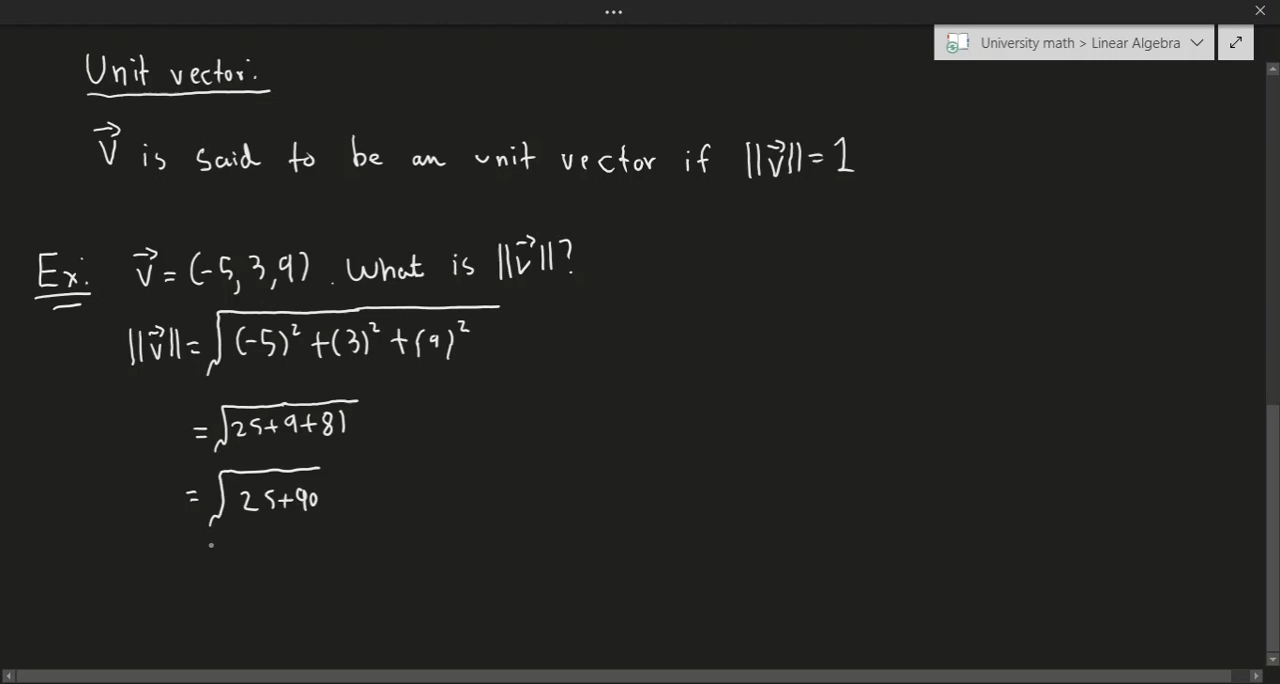 University math > Linear Algebra
Unit vector:
v⃗ is said to be an unit vector if ||v⃗|| = 1
Ex: v⃗ = (-5, 3, 9). What is ||v⃗||?
||v⃗|| = √((-5)² + (3)² + (9)²)
= √(25+9+81)
= √(25+90)